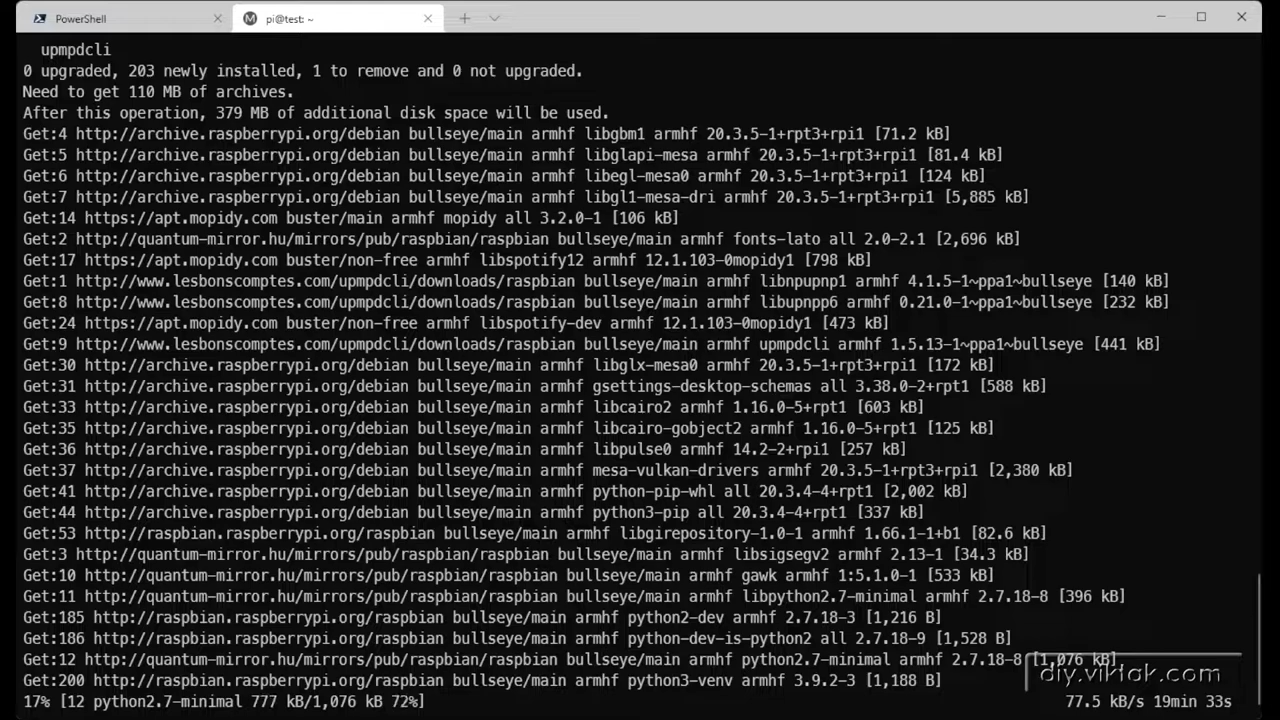 PowerShell
pi@test: ~
upmpdcli
0 upgraded, 203 newly installed, 1 to remove and 0 not upgraded.
Need to get 110 MB of archives.
After this operation, 379 MB of additional disk space will be used.
Get:4 http://archive.raspberrypi.org/debian bullseye/main armhf libgbm1 armhf 20.3.5-1+rpt3+rpi1 [71.2 kB]
Get:5 http://archive.raspberrypi.org/debian bullseye/main armhf libglapi-mesa armhf 20.3.5-1+rpt3+rpi1 [81.4 kB]
Get:6 http://archive.raspberrypi.org/debian bullseye/main armhf libegl-mesa0 armhf 20.3.5-1+rpt3+rpi1 [124 kB]
Get:7 http://archive.raspberrypi.org/debian bullseye/main armhf libgl1-mesa-dri armhf 20.3.5-1+rpt3+rpi1 [5,885 kB]
Get:14 https://apt.mopidy.com buster/main armhf mopidy all 3.2.0-1 [106 kB]
Get:2 http://quantum-mirror.hu/mirrors/pub/raspbian/raspbian bullseye/main armhf fonts-lato all 2.0-2.1 [2,696 kB]
Get:17 https://apt.mopidy.com buster/non-free armhf libspotify12 armhf 12.1.103-0mopidy1 [798 kB]
Get:1 http://www.lesbonscomptes.com/upmpdcli/downloads/raspbian bullseye/main armhf libnpupnp1 armhf 4.1.5-1~ppa1~bullseye [140 kB]
Get:8 http://www.lesbonscomptes.com/upmpdcli/downloads/raspbian bullseye/main armhf libupnpp6 armhf 0.21.0-1~ppa1~bullseye [232 kB]
Get:24 https://apt.mopidy.com buster/non-free armhf libspotify-dev armhf 12.1.103-0mopidy1 [473 kB]
Get:9 http://www.lesbonscomptes.com/upmpdcli/downloads/raspbian bullseye/main armhf upmpdcli armhf 1.5.13-1~ppa1~bullseye [441 kB]
Get:30 http://archive.raspberrypi.org/debian bullseye/main armhf libglx-mesa0 armhf 20.3.5-1+rpt3+rpi1 [172 kB]
Get:31 http://archive.raspberrypi.org/debian bullseye/main armhf gsettings-desktop-schemas all 3.38.0-2+rpt1 [588 kB]
Get:33 http://archive.raspberrypi.org/debian bullseye/main armhf libcairo2 armhf 1.16.0-5+rpt1 [603 kB]
Get:35 http://archive.raspberrypi.org/debian bullseye/main armhf libcairo-gobject2 armhf 1.16.0-5+rpt1 [125 kB]
Get:36 http://archive.raspberrypi.org/debian bullseye/main armhf libpulse0 armhf 14.2-2+rpi1 [257 kB]
Get:37 http://archive.raspberrypi.org/debian bullseye/main armhf mesa-vulkan-drivers armhf 20.3.5-1+rpt3+rpi1 [2,380 kB]
Get:41 http://archive.raspberrypi.org/debian bullseye/main armhf python-pip-whl all 20.3.4-4+rpt1 [2,002 kB]
Get:44 http://archive.raspberrypi.org/debian bullseye/main armhf python3-pip all 20.3.4-4+rpt1 [337 kB]
Get:53 http://raspbian.raspberrypi.org/raspbian bullseye/main armhf libgirepository-1.0-1 armhf 1.66.1-1+b1 [82.6 kB]
Get:3 http://quantum-mirror.hu/mirrors/pub/raspbian/raspbian bullseye/main armhf libsigsegv2 armhf 2.13-1 [34.3 kB]
Get:10 http://quantum-mirror.hu/mirrors/pub/raspbian/raspbian bullseye/main armhf gawk armhf 1:5.1.0-1 [533 kB]
Get:11 http://quantum-mirror.hu/mirrors/pub/raspbian/raspbian bullseye/main armhf libpython2.7-minimal armhf 2.7.18-8 [396 kB]
Get:185 http://raspbian.raspberrypi.org/raspbian bullseye/main armhf python2-dev armhf 2.7.18-3 [1,216 B]
Get:186 http://raspbian.raspberrypi.org/raspbian bullseye/main armhf python-dev-is-python2 all 2.7.18-9 [1,528 B]
Get:12 http://quantum-mirror.hu/mirrors/pub/raspbian/raspbian bullseye/main armhf python2.7-minimal armhf 2.7.18-8 [1,076 kB]
Get:200 http://raspbian.raspberrypi.org/raspbian bullseye/main armhf python3-venv armhf 3.9.2-3 [1,188 B]
diy.viktak.com
17% [12 python2.7-minimal 777 kB/1,076 kB 72%] 77.5 kB/s 19min 33s